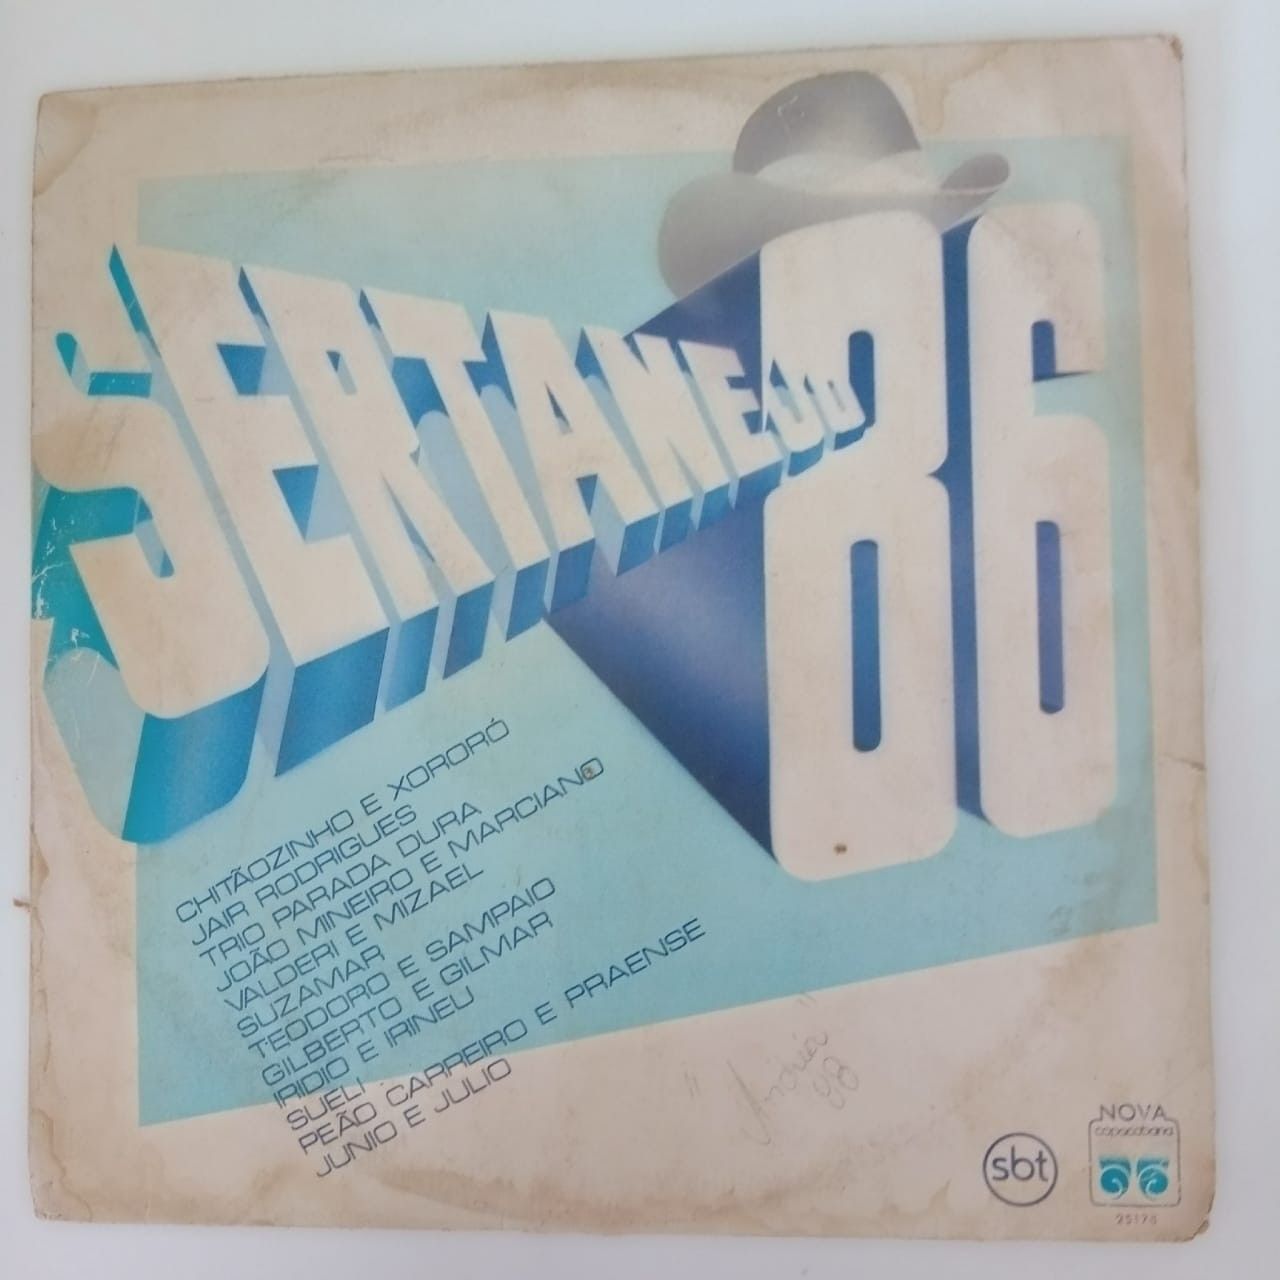 SERTANEJO 86
CHITÃOZINHO E XORORÓ
JAIR RODRIGUES
TRIO PARADA DURA
JOÃO MINEIRO E MARCIANO
VALDERI E MIZAEL
SUZAMAR
TEODORO E SAMPAIO
GILBERTO E GILMAR
IRIDIO E IRINEU
SUELI
PEÃO CARREIRO E PRAENSE
JUNIO E JULIO
sbt
NOVA
copacabana